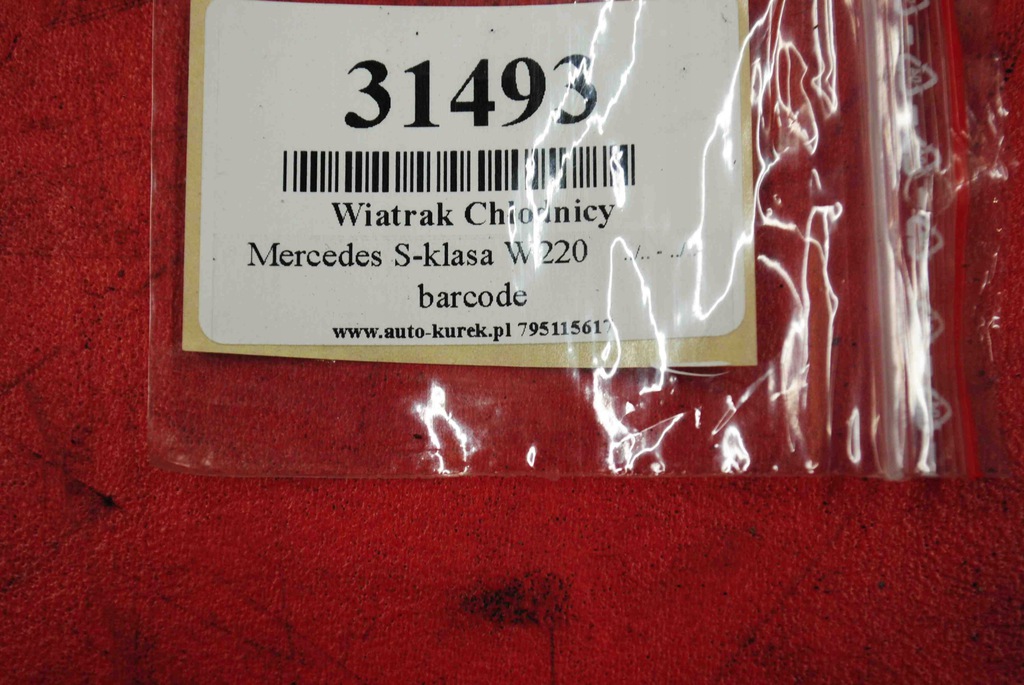 31493
Wiatrak Chłodnicy
Mercedes S-klasa W220 ../.. - ../..
barcode
www.auto-kurek.pl 795115617